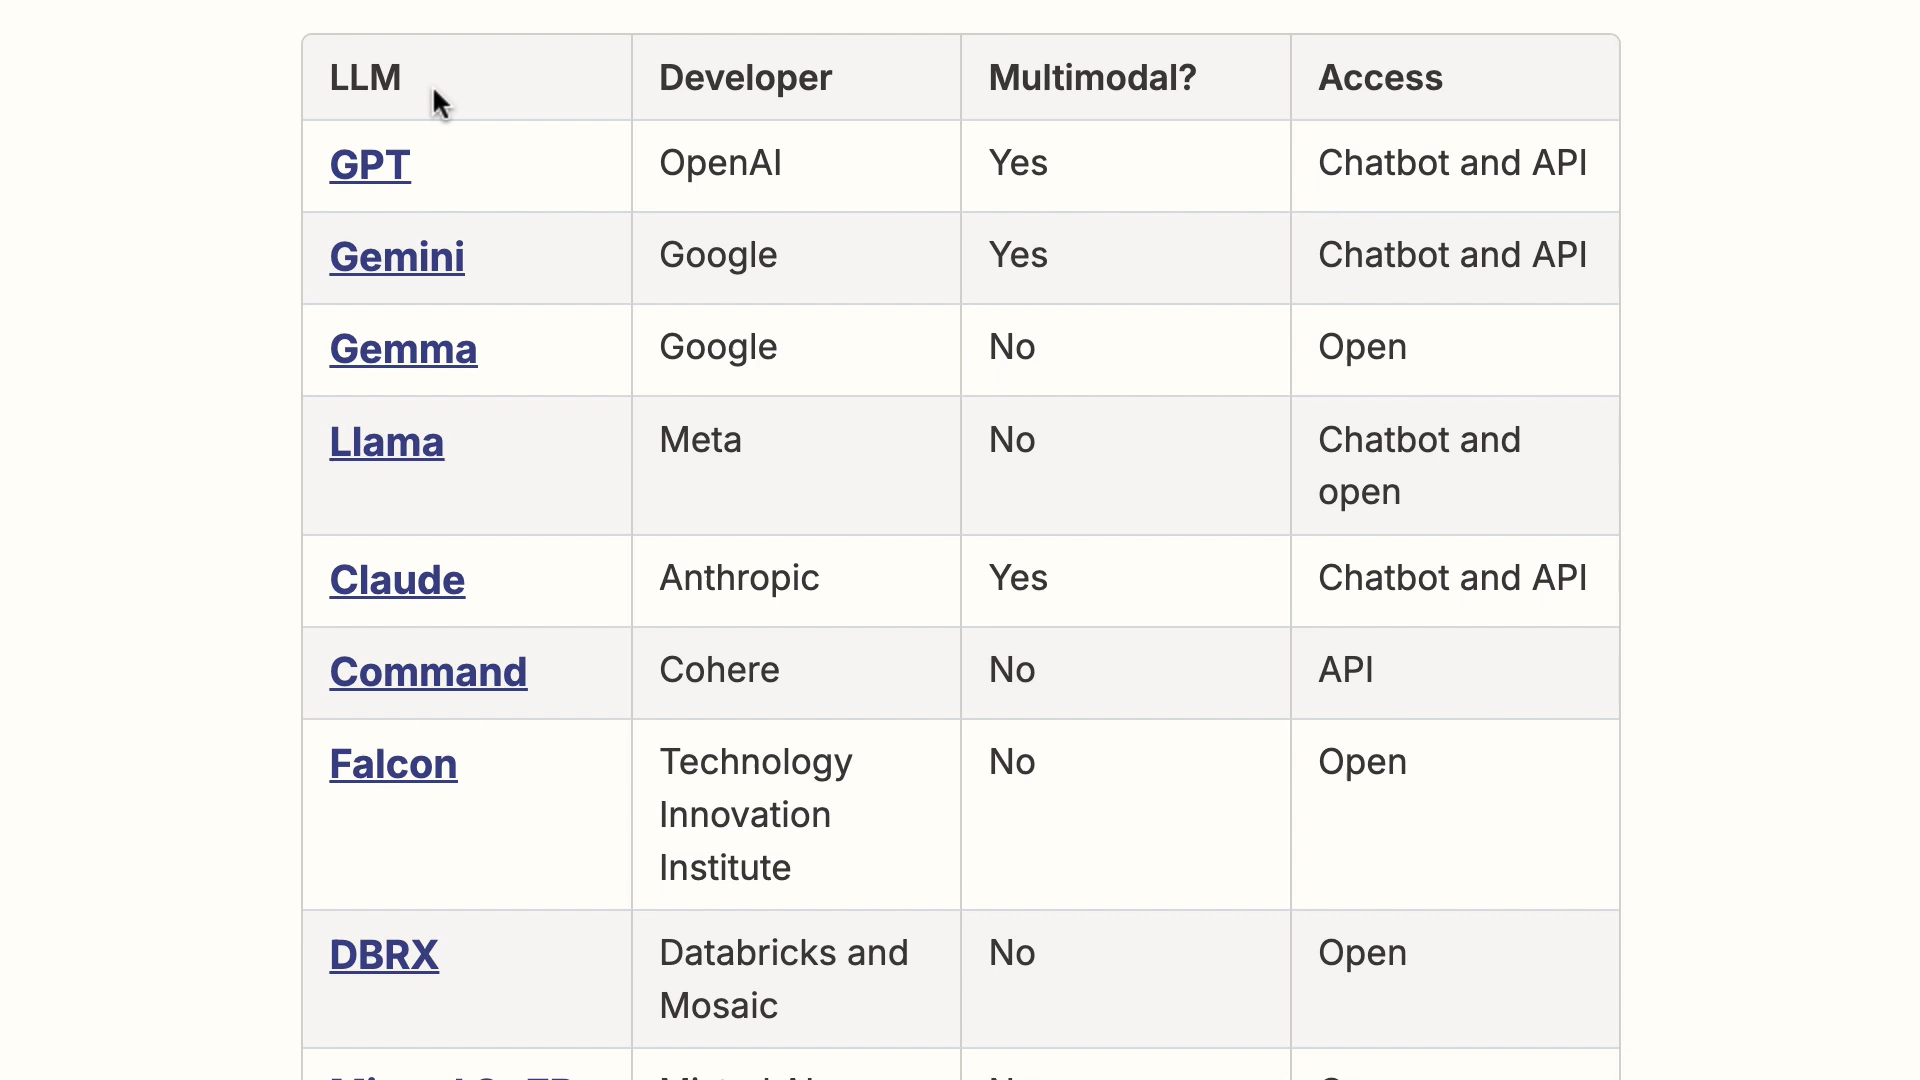 LLM Developer Multimodal? Access
GPT OpenAI Yes Chatbot and API
Gemini Google Yes Chatbot and API
Gemma Google No Open
Llama Meta No Chatbot and
open
Claude Anthropic Yes Chatbot and API
Command Cohere No API
Falcon Technology No Open
Innovation
Institute
DBRX Databricks and No Open
Mosaic